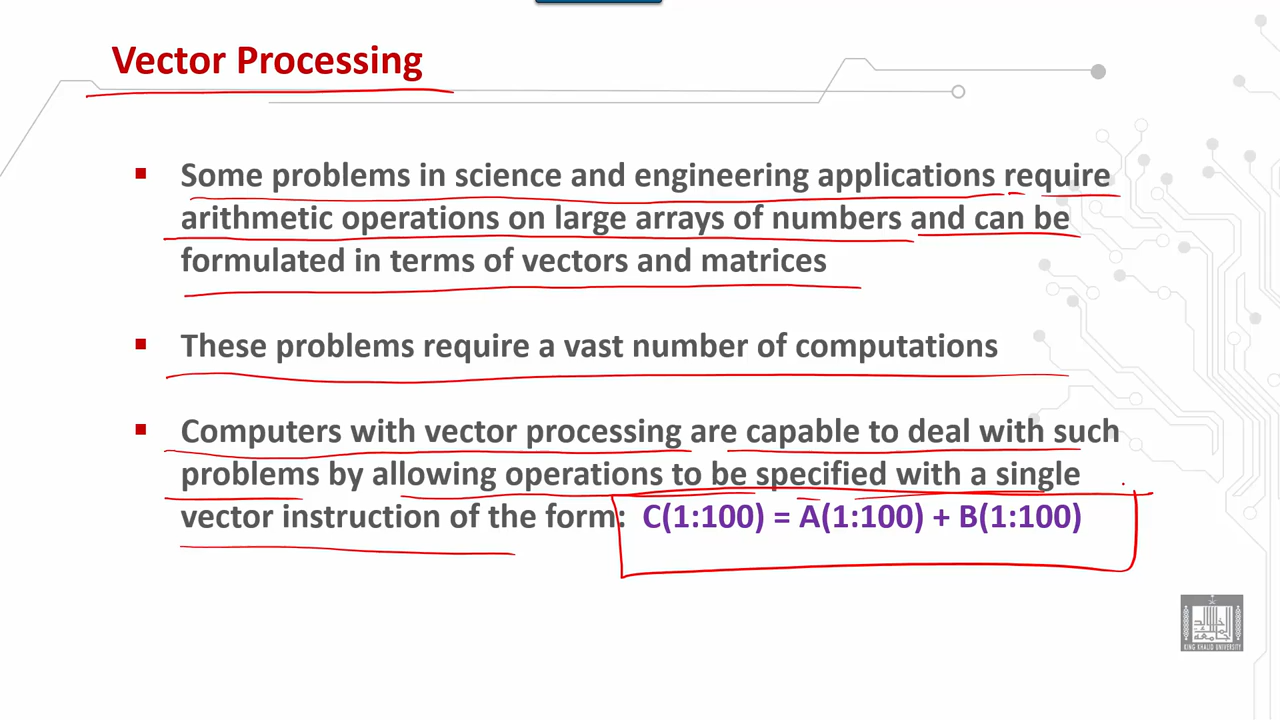 Vector Processing
Some problems in science and engineering applications require
arithmetic operations on large arrays of numbers and can be
formulated in terms of vectors and matrices
These problems require a vast number of computations
Computers with vector processing are capable to deal with such
problems by allowing operations to be specified with a single
vector instruction of the form: C(1:100) = A(1:100) + B(1:100)
KING KHALID UNIVERSITY